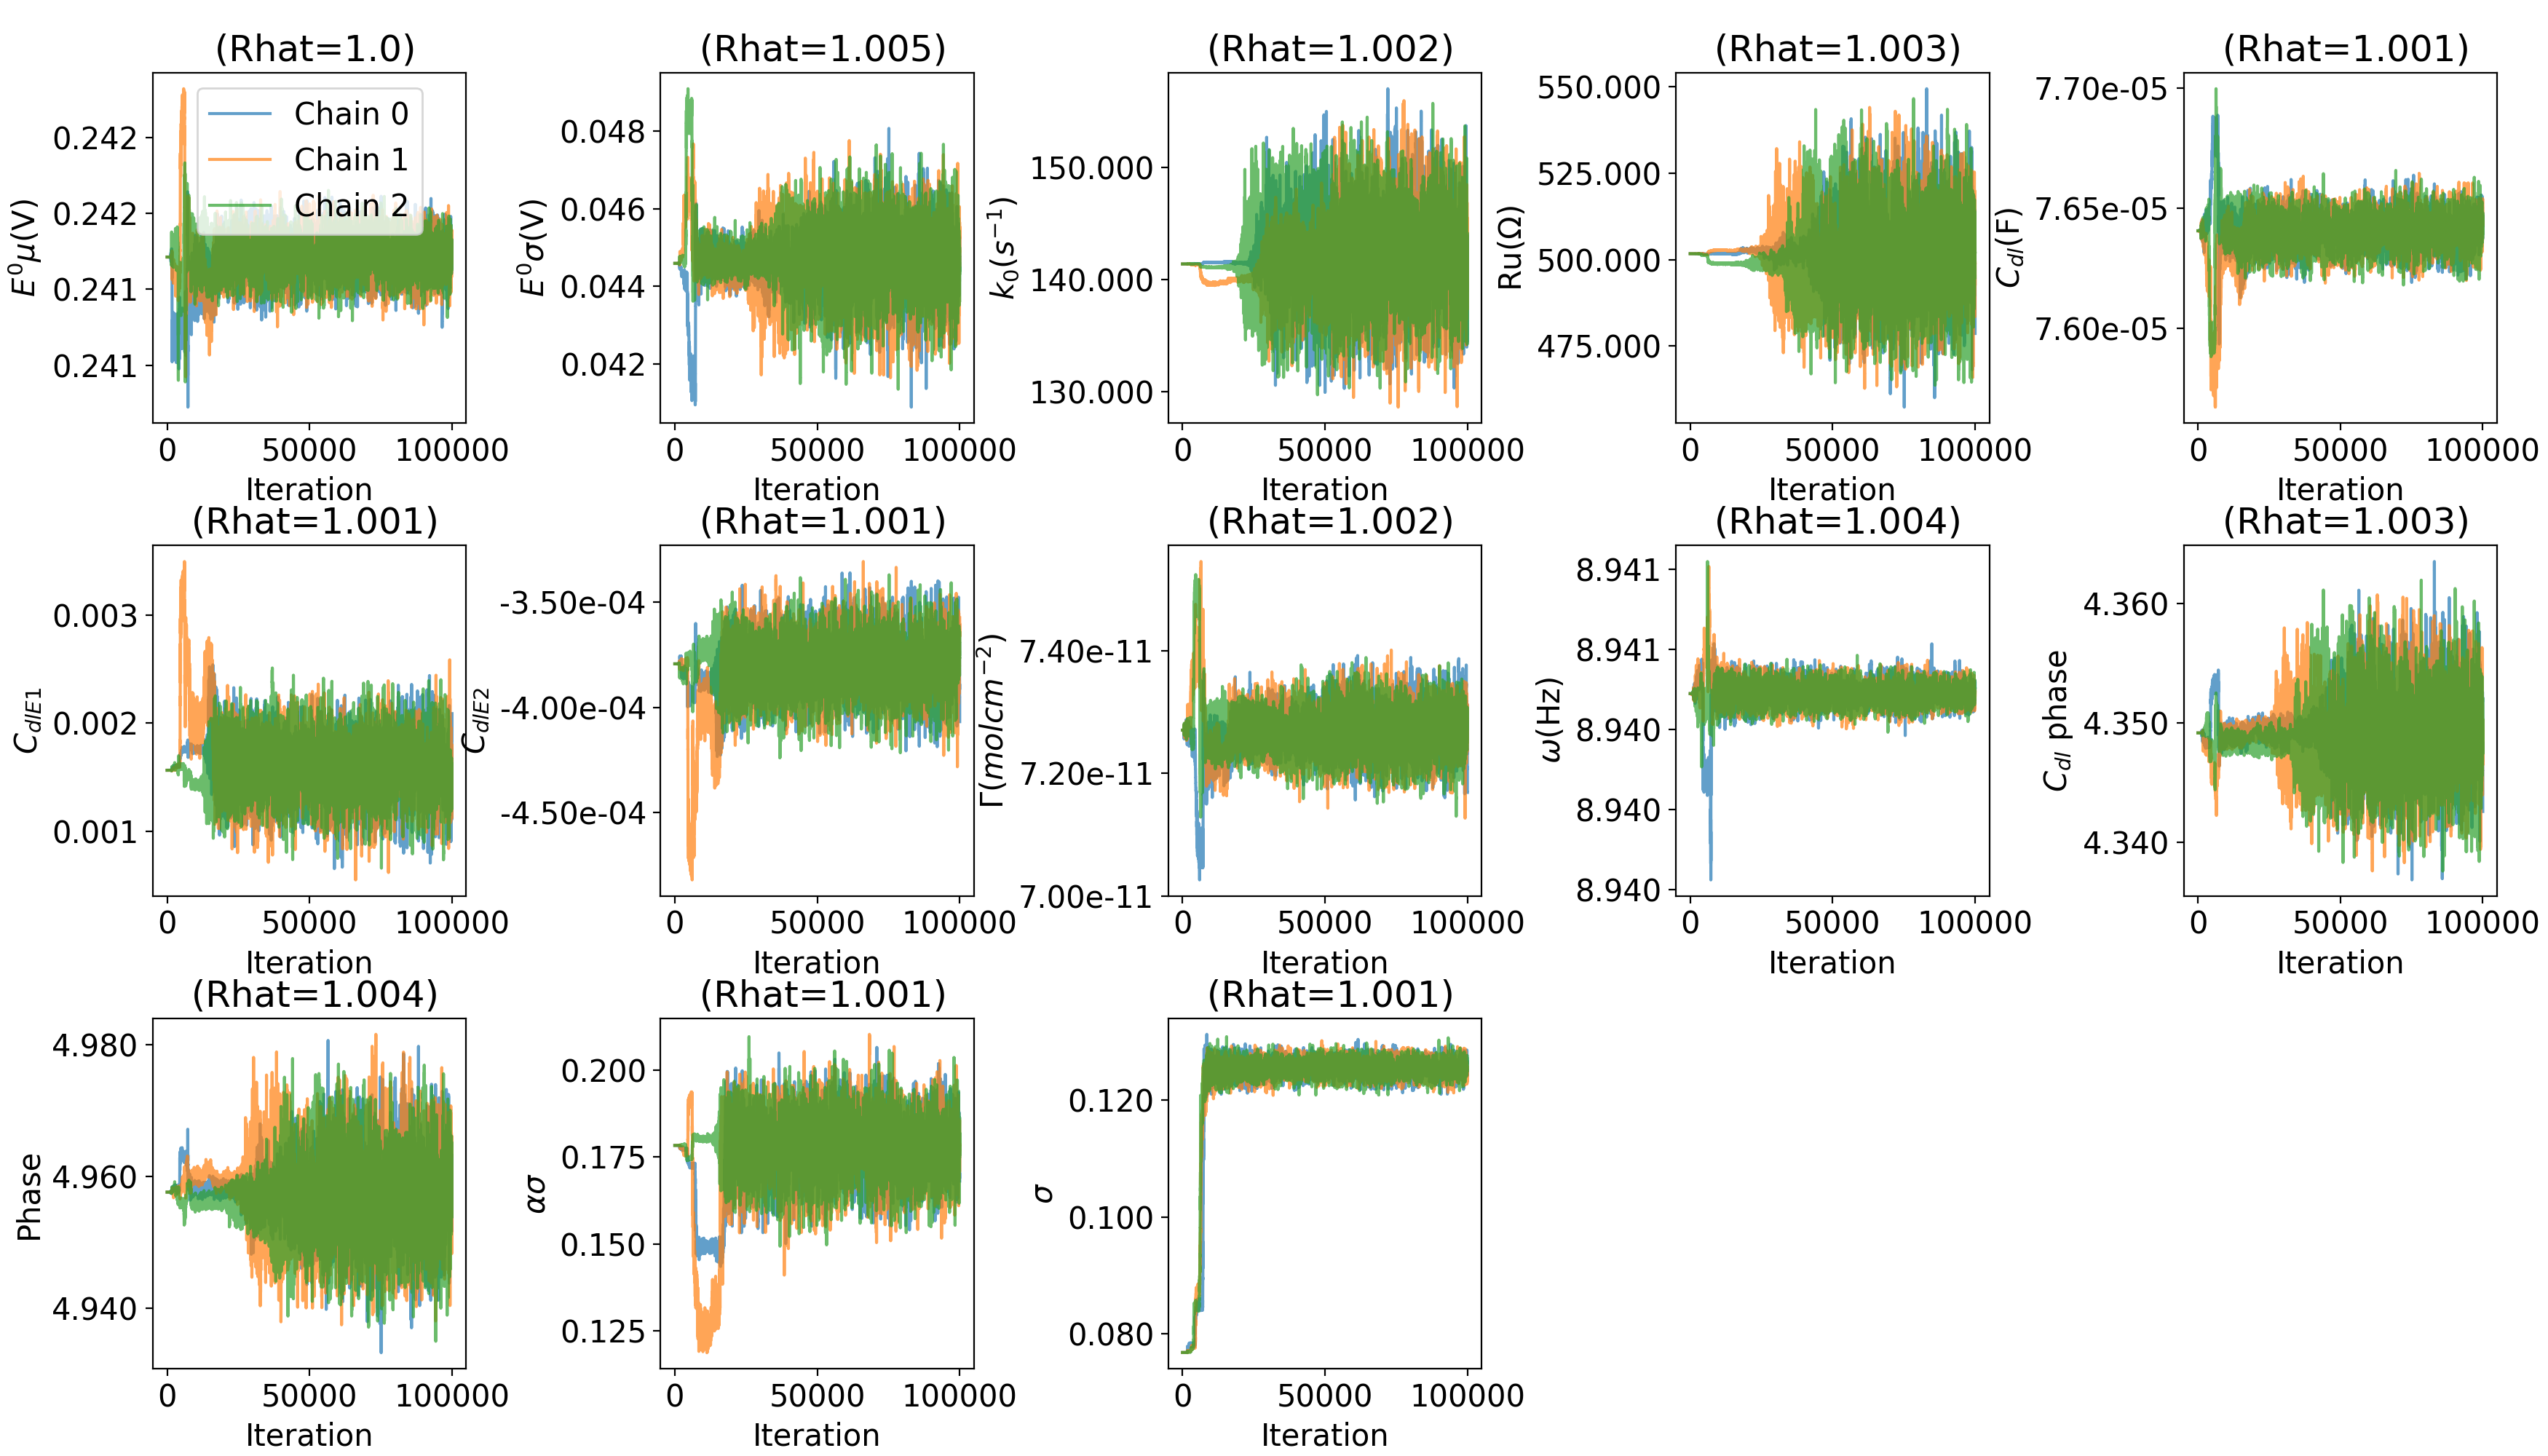 (Rhat=1.0)
(Rhat=1.005)
(Rhat=1.002)
(Rhat=1.003)
(Rhat=1.001)
Chain 0
Chain 1
Chain 2
E⁰μ(V)
0.242
0.242
0.241
0.241
0 50000 100000
Iteration
E⁰σ(V)
0.048
0.046
0.044
0.042
0 50000 100000
Iteration
k₀(s⁻¹)
150.000
140.000
130.000
0 50000 100000
Iteration
Ru(Ω)
550.000
525.000
500.000
475.000
0 50000 100000
Iteration
C_dl(F)
7.70e-05
7.65e-05
7.60e-05
0 50000 100000
Iteration
(Rhat=1.001)
(Rhat=1.001)
(Rhat=1.002)
(Rhat=1.004)
(Rhat=1.003)
C_dlE1
0.003
0.002
0.001
0 50000 100000
Iteration
C_dlE2
-3.50e-04
-4.00e-04
-4.50e-04
0 50000 100000
Iteration
Γ(molcm⁻²)
7.40e-11
7.20e-11
7.00e-11
0 50000 100000
Iteration
ω(Hz)
8.941
8.941
8.940
8.940
8.940
0 50000 100000
Iteration
C_dl phase
4.360
4.350
4.340
0 50000 100000
Iteration
(Rhat=1.004)
(Rhat=1.001)
(Rhat=1.001)
Phase
4.980
4.960
4.940
0 50000 100000
Iteration
ασ
0.200
0.175
0.150
0.125
0 50000 100000
Iteration
σ
0.120
0.100
0.080
0 50000 100000
Iteration